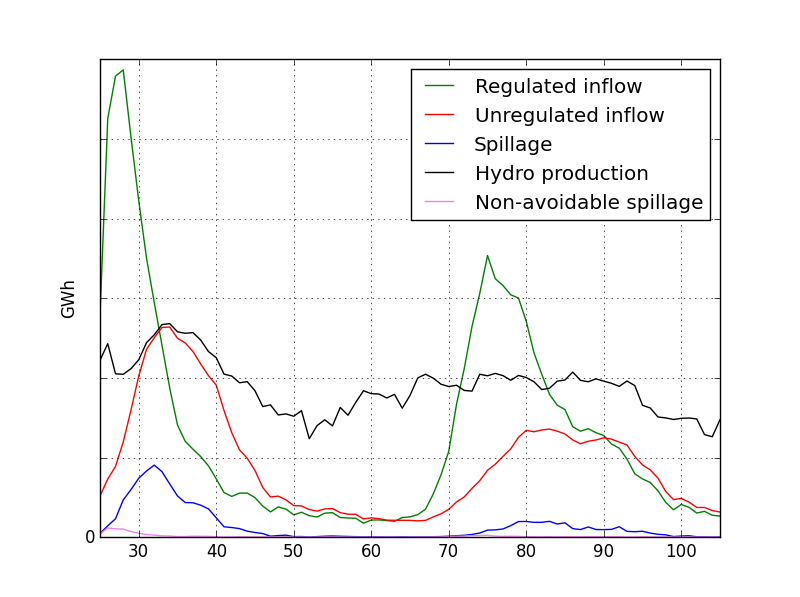 Regulated inflow
Unregulated inflow
Spillage
Hydro production
Non-avoidable spillage
GWh
0
30 40 50 60 70 80 90 100